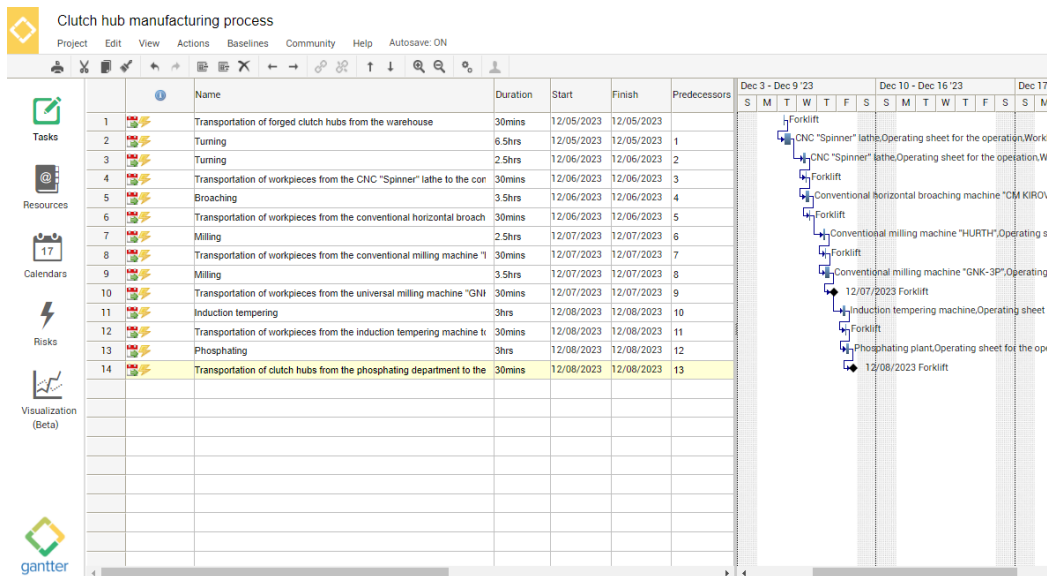 Clutch hub manufacturing process
Project Edit View Actions Baselines Community Help Autosave: ON
Name Duration Start Finish Predecessors
Dec 3 - Dec 9 '23 Dec 10 - Dec 16 '23 Dec 17
S M T W T F S S M T W T F S S M
1 Transportation of forged clutch hubs from the warehouse 30mins 12/05/2023 12/05/2023 Forklift
2 Turning 6.5hrs 12/05/2023 12/05/2023 1 CNC "Spinner" lathe,Operating sheet for the operation,Work
3 Turning 2.5hrs 12/06/2023 12/06/2023 2 CNC "Spinner" lathe,Operating sheet for the operation,W
4 Transportation of workpieces from the CNC "Spinner" lathe to the con 30mins 12/06/2023 12/06/2023 3 Forklift
5 Broaching 3.5hrs 12/06/2023 12/06/2023 4 Conventional horizontal broaching machine "CM KIROV
6 Transportation of workpieces from the conventional horizontal broach 30mins 12/06/2023 12/06/2023 5 Forklift
7 Milling 2.5hrs 12/07/2023 12/07/2023 6 Conventional milling machine "HURTH",Operating s
8 Transportation of workpieces from the conventional milling machine " 30mins 12/07/2023 12/07/2023 7 Forklift
9 Milling 3.5hrs 12/07/2023 12/07/2023 8 Conventional milling machine "GNK-3P",Operating
10 Transportation of workpieces from the universal milling machine "GNK 30mins 12/07/2023 12/07/2023 9 12/07/2023 Forklift
11 Induction tempering 3hrs 12/08/2023 12/08/2023 10 Induction tempering machine,Operating sheet
12 Transportation of workpieces from the induction tempering machine to 30mins 12/08/2023 12/08/2023 11 Forklift
13 Phosphating 3hrs 12/08/2023 12/08/2023 12 Phosphating plant,Operating sheet for the ope
14 Transportation of clutch hubs from the phosphating department to the 30mins 12/08/2023 12/08/2023 13 12/08/2023 Forklift
Tasks
@
Resources
17
Calendars
Risks
Visualization
(Beta)
gantter